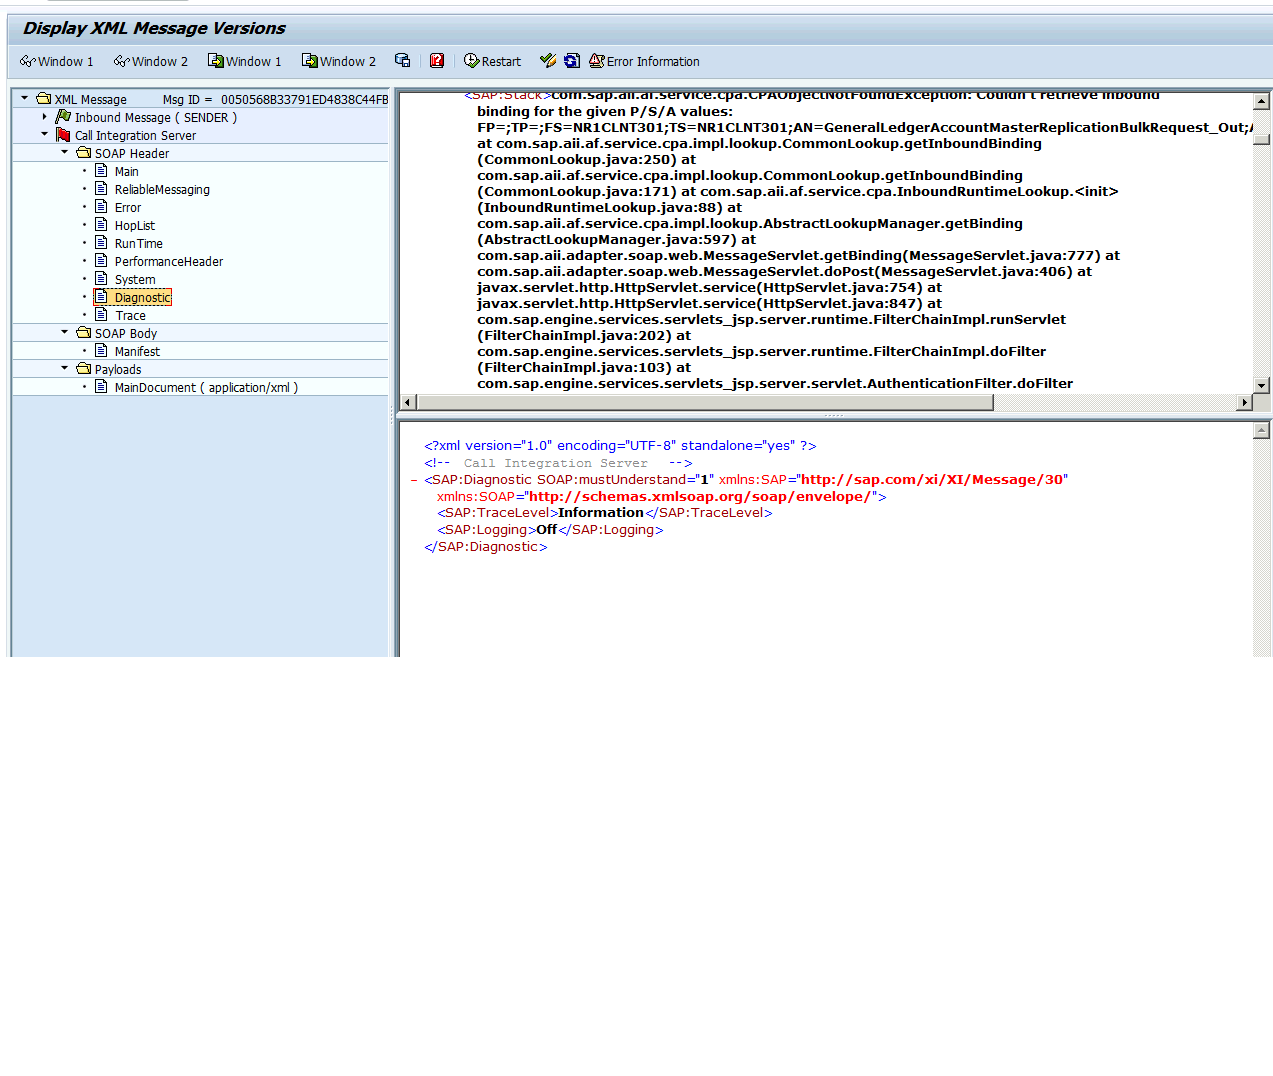 Display XML Message Versions
Window 1 Window 2 Window 1 Window 2 Restart Error Information
XML Message Msg ID = 0050568B33791ED4838C44FB
Inbound Message ( SENDER )
Call Integration Server
SOAP Header
Main
ReliableMessaging
Error
HopList
RunTime
PerformanceHeader
System
Diagnostic
Trace
SOAP Body
Manifest
Payloads
MainDocument ( application/xml )
<SAP:Stack>com.sap.aii.af.service.cpa.CPAObjectNotFoundException: Couldn't retrieve inbound
binding for the given P/S/A values:
FP=;TP=;FS=NR1CLNT301;TS=NR1CLNT301;AN=GeneralLedgerAccountMasterReplicationBulkRequest_Out;
at com.sap.aii.af.service.cpa.impl.lookup.CommonLookup.getInboundBinding
(CommonLookup.java:250) at
com.sap.aii.af.service.cpa.impl.lookup.CommonLookup.getInboundBinding
(CommonLookup.java:171) at com.sap.aii.af.service.cpa.InboundRuntimeLookup.<init>
(InboundRuntimeLookup.java:88) at
com.sap.aii.af.service.cpa.impl.lookup.AbstractLookupManager.getBinding
(AbstractLookupManager.java:597) at
com.sap.aii.adapter.soap.web.MessageServlet.getBinding(MessageServlet.java:777) at
com.sap.aii.adapter.soap.web.MessageServlet.doPost(MessageServlet.java:406) at
javax.servlet.http.HttpServlet.service(HttpServlet.java:754) at
javax.servlet.http.HttpServlet.service(HttpServlet.java:847) at
com.sap.engine.services.servlets_jsp.server.runtime.FilterChainImpl.runServlet
(FilterChainImpl.java:202) at
com.sap.engine.services.servlets_jsp.server.runtime.FilterChainImpl.doFilter
(FilterChainImpl.java:103) at
com.sap.engine.services.servlets_jsp.server.servlet.AuthenticationFilter.doFilter
<?xml version="1.0" encoding="UTF-8" standalone="yes" ?>
<!-- Call Integration Server -->
- <SAP:Diagnostic SOAP:mustUnderstand="1" xmlns:SAP="http://sap.com/xi/XI/Message/30"
xmlns:SOAP="http://schemas.xmlsoap.org/soap/envelope/">
<SAP:TraceLevel>Information</SAP:TraceLevel>
<SAP:Logging>Off</SAP:Logging>
</SAP:Diagnostic>